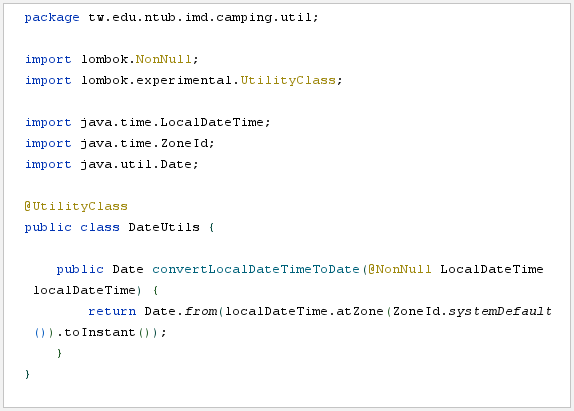 package tw.edu.ntub.imd.camping.util;
import lombok.NonNull;
import lombok.experimental.UtilityClass;
import java.time.LocalDateTime;
import java.time.ZoneId;
import java.util.Date;
@UtilityClass
public class DateUtils {
public Date convertLocalDateTimeToDate(@NonNull LocalDateTime
localDateTime) {
return Date.from(localDateTime.atZone(ZoneId.systemDefault
()).toInstant());
}
}